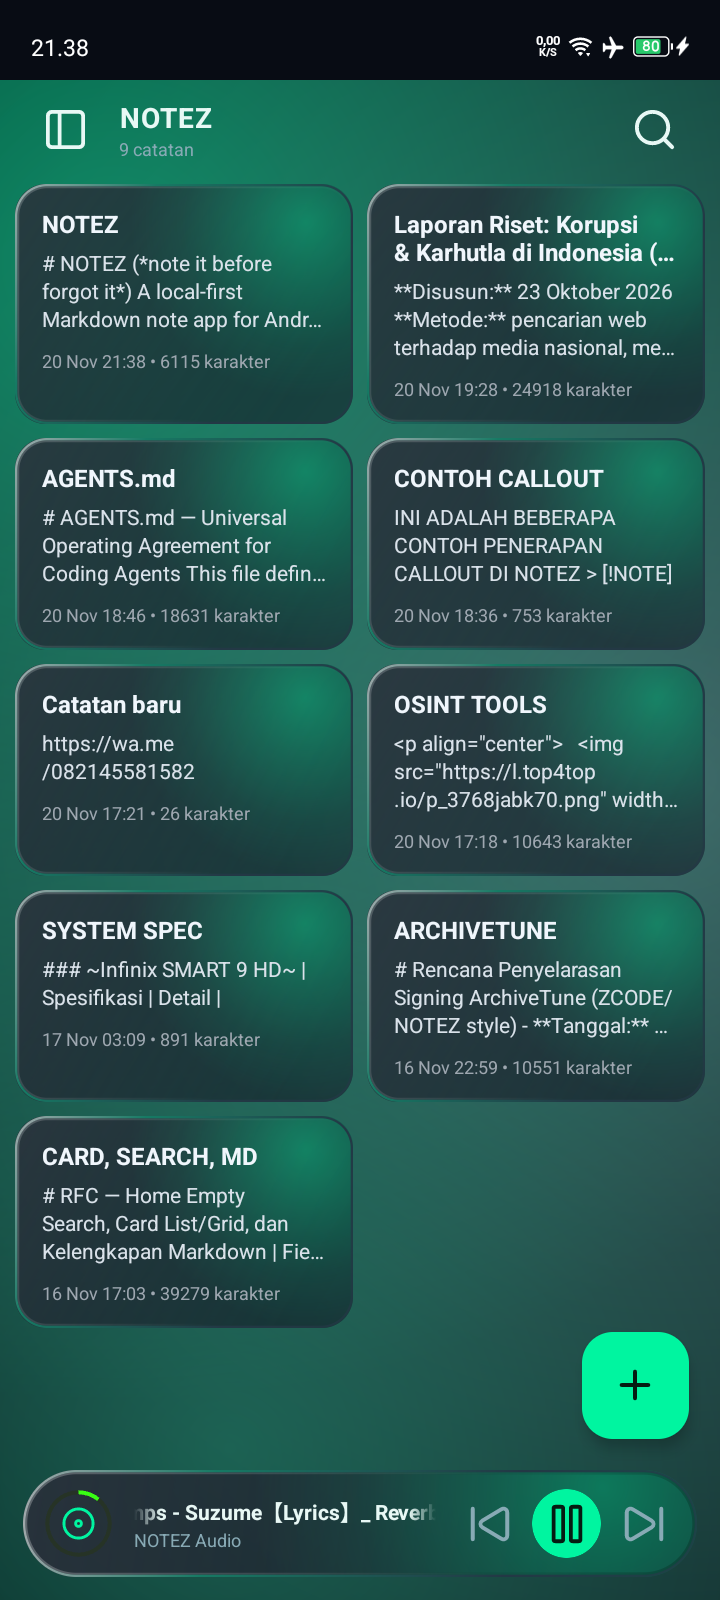 21.38
0,00
K/S
80
NOTEZ
9 catatan
NOTEZ
# NOTEZ (*note it before
forgot it*) A local-first
Markdown note app for Andr...
20 Nov 21:38 • 6115 karakter
Laporan Riset: Korupsi
& Karhutla di Indonesia (...
**Disusun:** 23 Oktober 2026
**Metode:** pencarian web
terhadap media nasional, me...
20 Nov 19:28 • 24918 karakter
AGENTS.md
# AGENTS.md — Universal
Operating Agreement for
Coding Agents This file defin...
20 Nov 18:46 • 18631 karakter
CONTOH CALLOUT
INI ADALAH BEBERAPA
CONTOH PENERAPAN
CALLOUT DI NOTEZ > [!NOTE]
20 Nov 18:36 • 753 karakter
Catatan baru
https://wa.me
/082145581582
20 Nov 17:21 • 26 karakter
OSINT TOOLS
<p align="center">   <img
src="https://l.top4top
.io/p_3768jabk70.png" width...
20 Nov 17:18 • 10643 karakter
SYSTEM SPEC
### ~Infinix SMART 9 HD~ |
Spesifikasi | Detail |
17 Nov 03:09 • 891 karakter
ARCHIVETUNE
# Rencana Penyelarasan
Signing ArchiveTune (ZCODE/
NOTEZ style) - **Tanggal:** ...
16 Nov 22:59 • 10551 karakter
CARD, SEARCH, MD
# RFC — Home Empty
Search, Card List/Grid, dan
Kelengkapan Markdown | Fie...
16 Nov 17:03 • 39279 karakter
mps - Suzume【Lyrics】_ Reverb
NOTEZ Audio